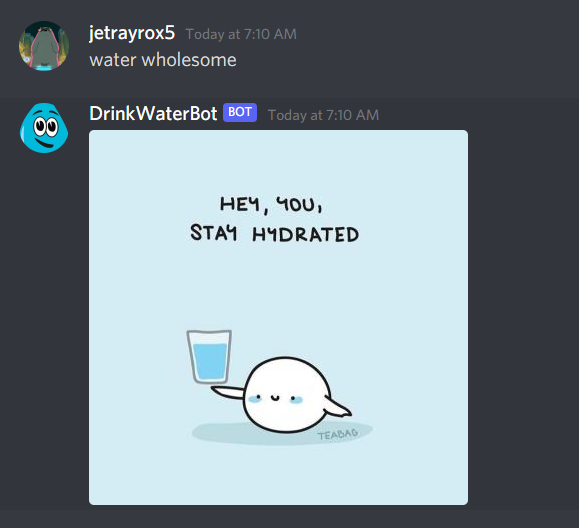 jetrayrox5 Today at 7:10 AM
water wholesome
DrinkWaterBot BOT Today at 7:10 AM
HEY, YOU,
STAY HYDRATED
TEABAG